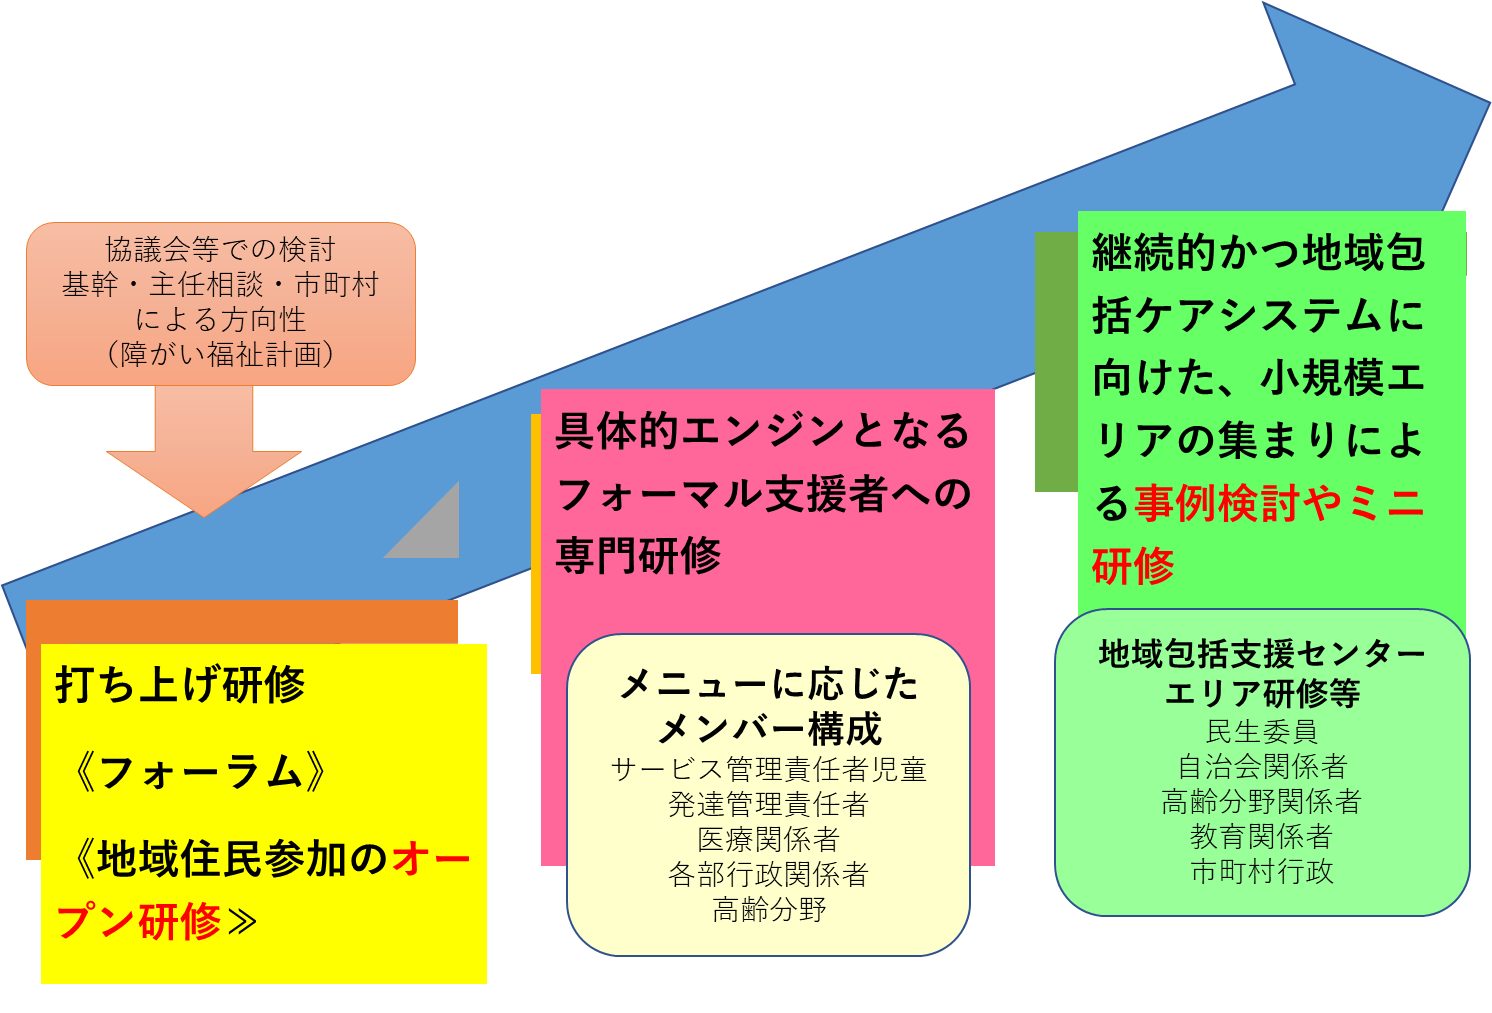 協議会等での検討
基幹・主任相談・市町村
による方向性
（障がい福祉計画）
打ち上げ研修
《フォーラム》
《地域住民参加のオー
プン研修≫
具体的エンジンとなる
フォーマル支援者への
専門研修
メニューに応じた
メンバー構成
サービス管理責任者児童
発達管理責任者
医療関係者
各部行政関係者
高齢分野
継続的かつ地域包
括ケアシステムに
向けた、小規模エ
リアの集まりによ
る事例検討やミニ
研修
地域包括支援センター
エリア研修等
民生委員
自治会関係者
高齢分野関係者
教育関係者
市町村行政